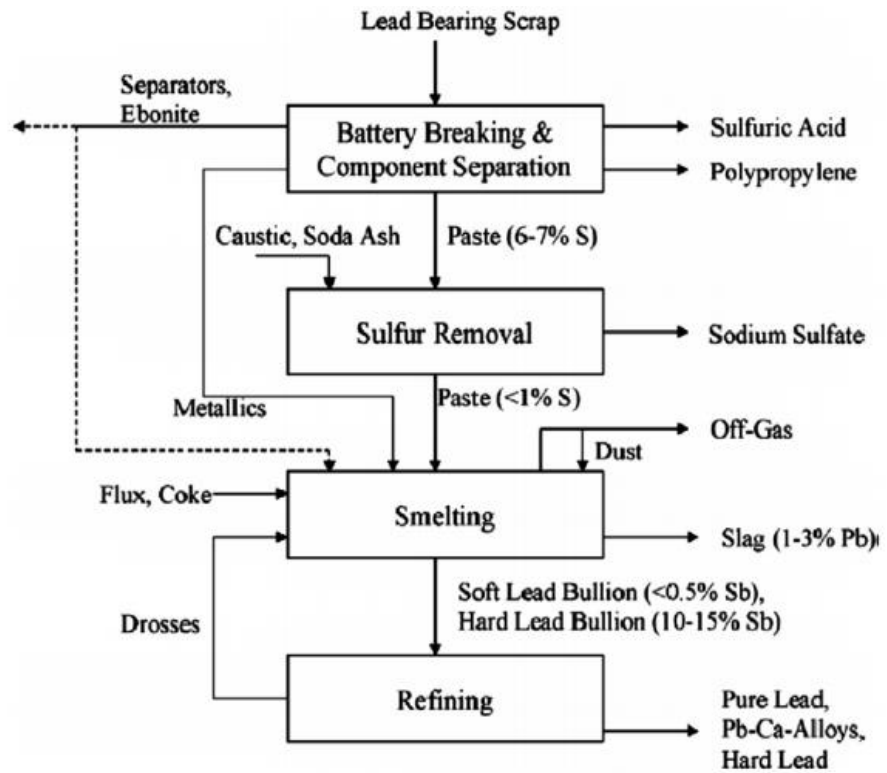 Lead Bearing Scrap
Separators,
Ebonite
Battery Breaking &
Component Separation
Sulfuric Acid
Polypropylene
Caustic, Soda Ash
Paste (6-7% S)
Sulfur Removal
Sodium Sulfate
Metallics
Paste (<1% S)
Off-Gas
Dust
Flux, Coke
Smelting
Slag (1-3% Pb)
Soft Lead Bullion (<0.5% Sb),
Hard Lead Bullion (10-15% Sb)
Drosses
Refining
Pure Lead,
Pb-Ca-Alloys,
Hard Lead